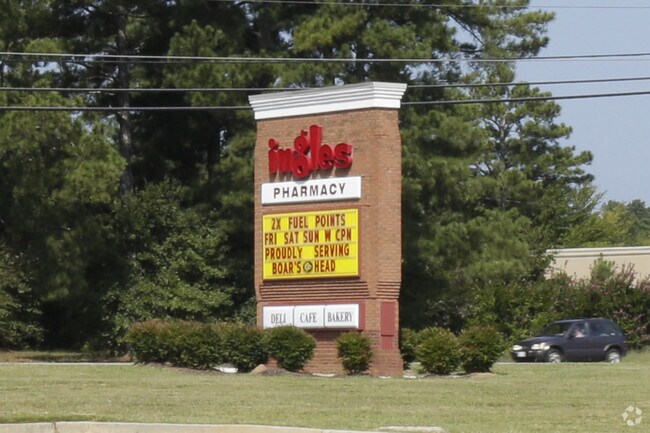 ingles
PHARMACY
2X FUEL POINTS
FRI SAT SUN W CPN
PROUDLY SERVING
BOAR'S HEAD
DELI CAFE BAKERY